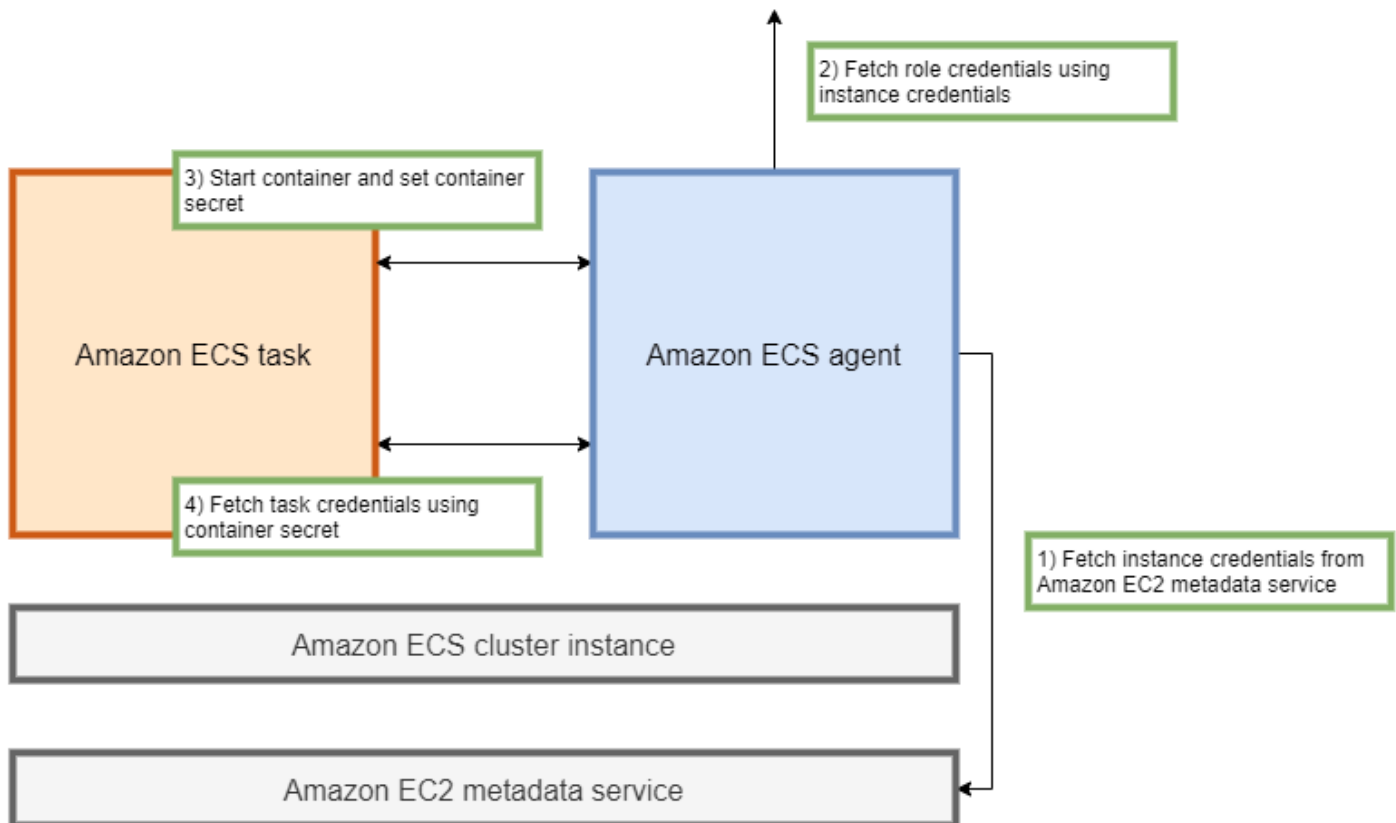 2) Fetch role credentials using
instance credentials
3) Start container and set container
secret
Amazon ECS task
Amazon ECS agent
4) Fetch task credentials using
container secret
1) Fetch instance credentials from
Amazon EC2 metadata service
Amazon ECS cluster instance
Amazon EC2 metadata service